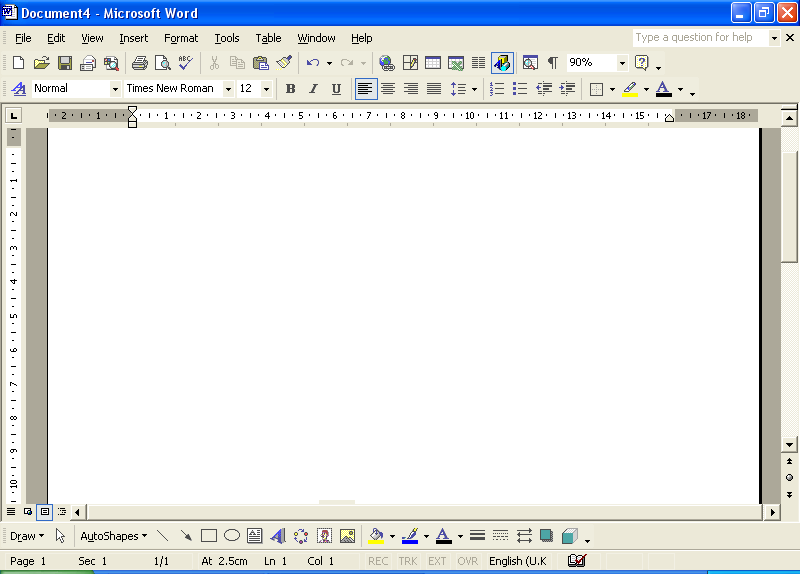 Document4 - Microsoft Word
File Edit View Insert Format Tools Table Window Help Type a question for help
90%
Normal Times New Roman 12 B I U
2 1 1 2 3 4 5 6 7 8 9 10 11 12 13 14 15 17 18
1
2
3
4
5
6
7
8
9
10
Draw AutoShapes
Page 1 Sec 1 1/1 At 2.5cm Ln 1 Col 1 REC TRK EXT OVR English (U.K